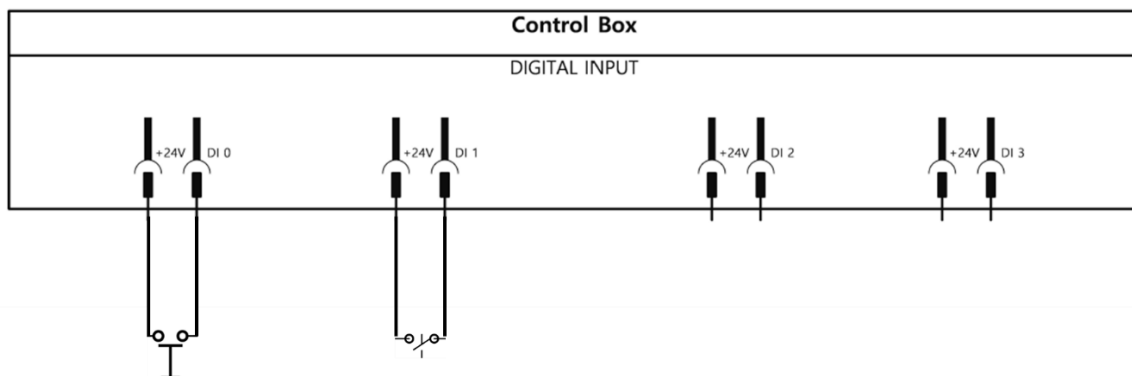 Control Box
DIGITAL INPUT
+24V DI 0 +24V DI 1 +24V DI 2 +24V DI 3